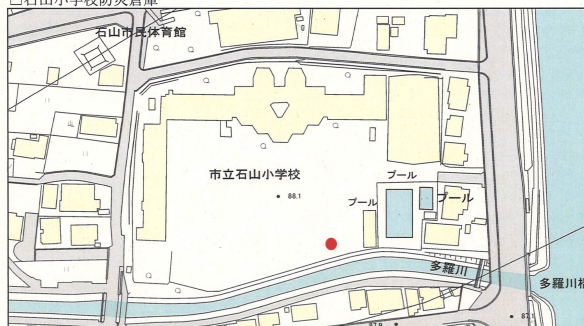 □石山小学校防災倉庫
石山市民体育館
市立石山小学校
88.1
プール
プール
プール
多羅川
多羅川橋
87.1
87.9